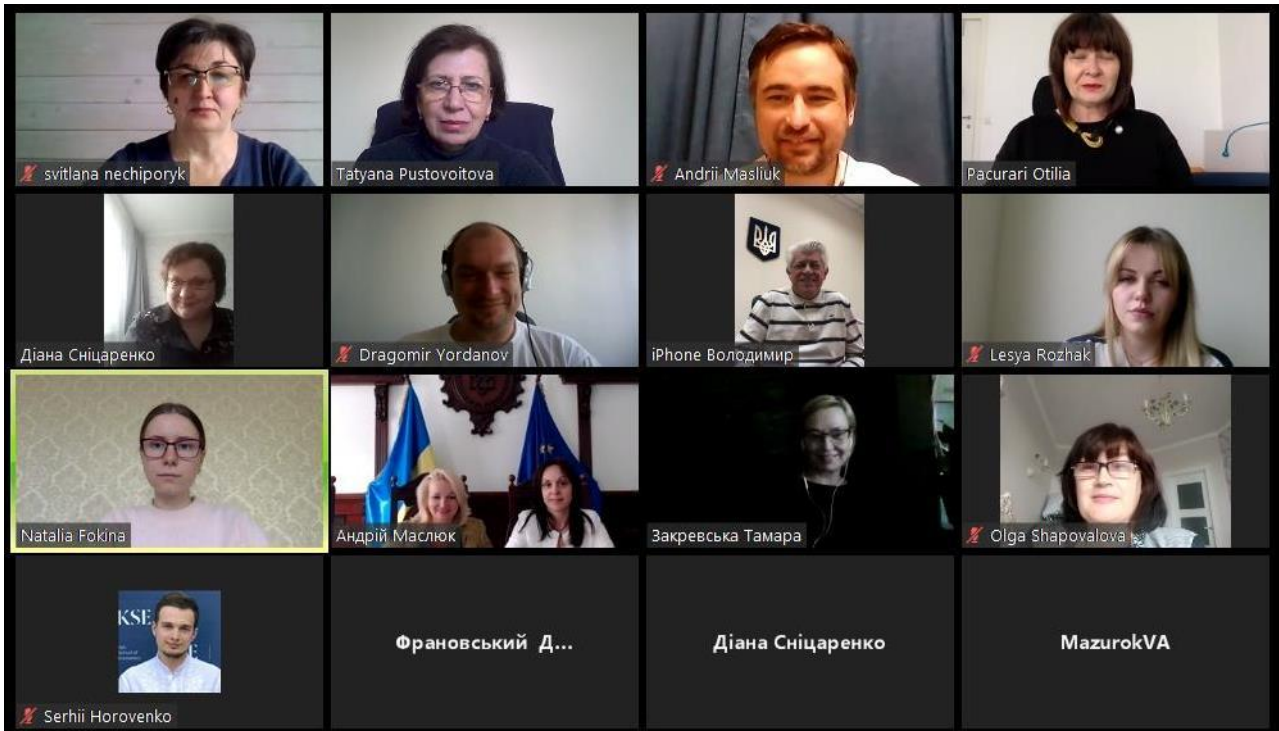 svitlana nechiporyk
Tatyana Pustovoitova
Andrii Masliuk
Pacurari Otilia
Діана Сніцаренко
Dragomir Yordanov
iPhone Володимир
Lesya Rozhak
Natalia Fokina
Андрій Маслюк
Закревська Тамара
Olga Shapovalova
KSE
Serhii Horovenko
Франовський Д...
Діана Сніцаренко
MazurokVA